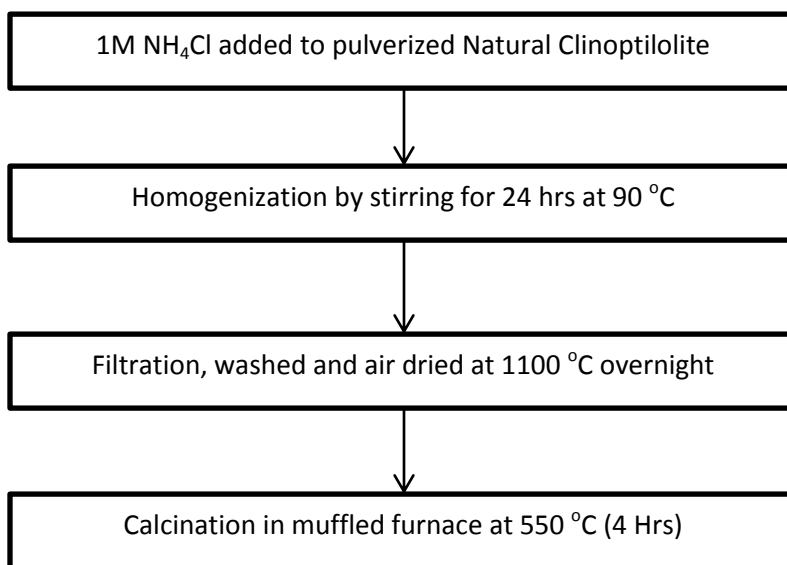 1M NH₄Cl added to pulverized Natural Clinoptilolite
Homogenization by stirring for 24 hrs at 90 °C
Filtration, washed and air dried at 1100 °C overnight
Calcination in muffled furnace at 550 °C (4 Hrs)